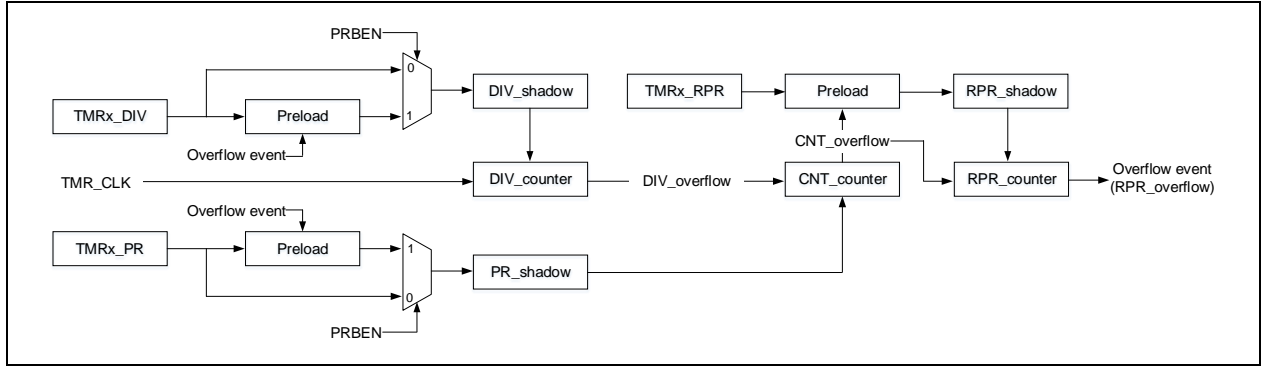 PRBEN
0
DIV_shadow
TMRx_RPR
Preload
RPR_shadow
TMRx_DIV
Preload
1
Overflow event
CNT_overflow
TMR_CLK
DIV_counter
DIV_overflow
CNT_counter
RPR_counter
Overflow event
(RPR_overflow)
Overflow event
TMRx_PR
Preload
1
PR_shadow
0
PRBEN